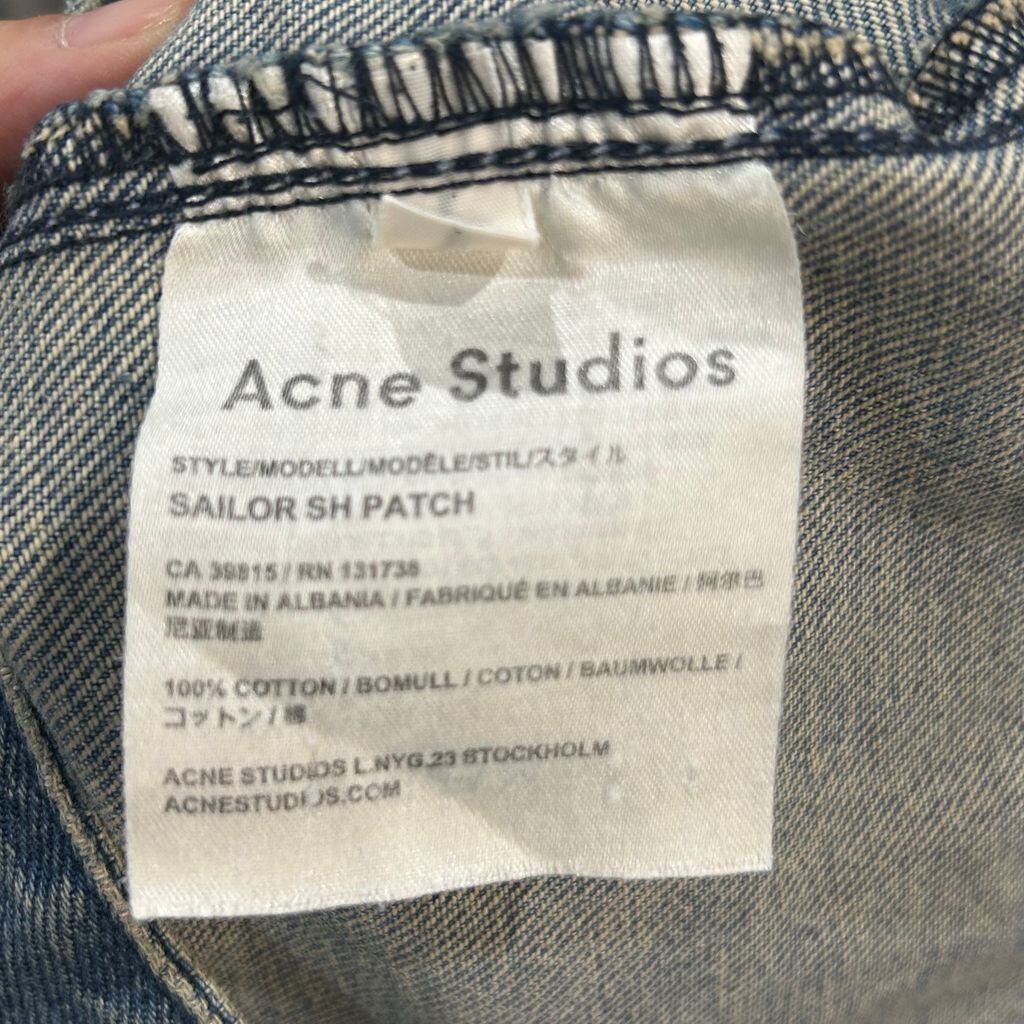 Acne Studios
STYLE/MODELL/MODÈLE/STIL/スタイル
SAILOR SH PATCH
CA 39815 / RN 131738
MADE IN ALBANIA / FABRIQUÉ EN ALBANIE / 阿尔巴
尼亚制造
100% COTTON / BOMULL / COTON / BAUMWOLLE /
コットン / 棉
ACNE STUDIOS L.NYG.23 STOCKHOLM
ACNESTUDIOS.COM